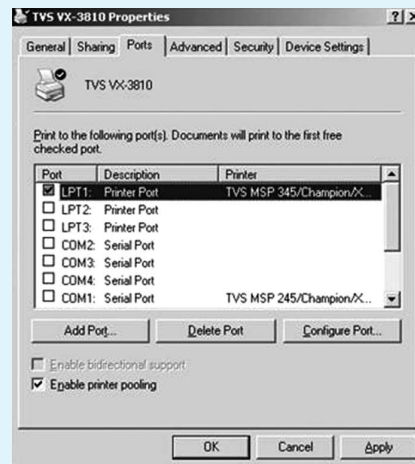 TVS VX-3810 Properties
General Sharing Ports Advanced Security Device Settings
TVS VX-3810
Print to the following port(s). Documents will print to the first free
checked port.
Port Description Printer
LPT1: Printer Port TVS MSP 345/Champion/X...
LPT2: Printer Port
LPT3: Printer Port
COM2: Serial Port
COM3: Serial Port
COM4: Serial Port
COM1: Serial Port TVS MSP 245/Champion/X...
Add Port... Delete Port Configure Port...
Enable bidirectional support
Enable printer pooling
OK Cancel Apply